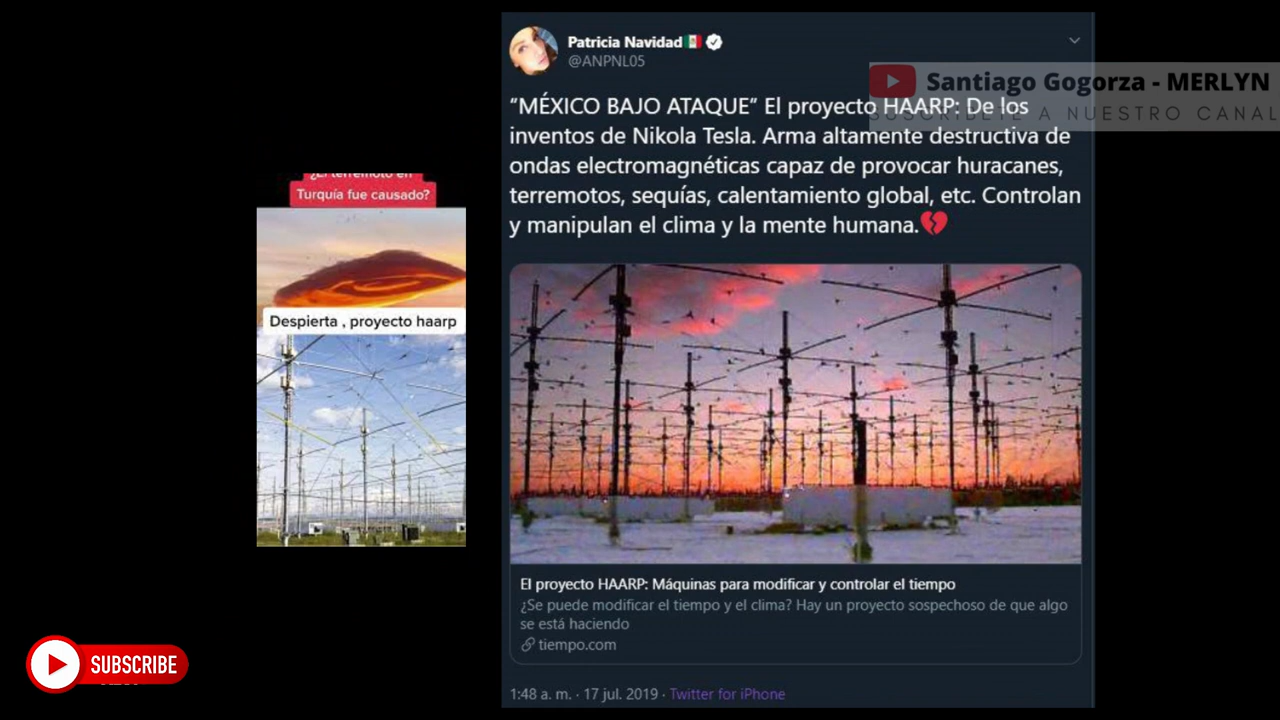 Patricia Navidad
@ANPNL05
Santiago Gogorza - MERLYN
SUSCRIBETE A NUESTRO CANAL
"MÉXICO BAJO ATAQUE" El proyecto HAARP: De los
inventos de Nikola Tesla. Arma altamente destructiva de
ondas electromagnéticas capaz de provocar huracanes,
terremotos, sequías, calentamiento global, etc. Controlan
y manipulan el clima y la mente humana.
¿El terremoto en
Turquía fue causado?
Despierta , proyecto haarp
El proyecto HAARP: Máquinas para modificar y controlar el tiempo
¿Se puede modificar el tiempo y el clima? Hay un proyecto sospechoso de que algo
se está haciendo
tiempo.com
SUBSCRIBE
1:48 a. m. · 17 jul. 2019 · Twitter for iPhone